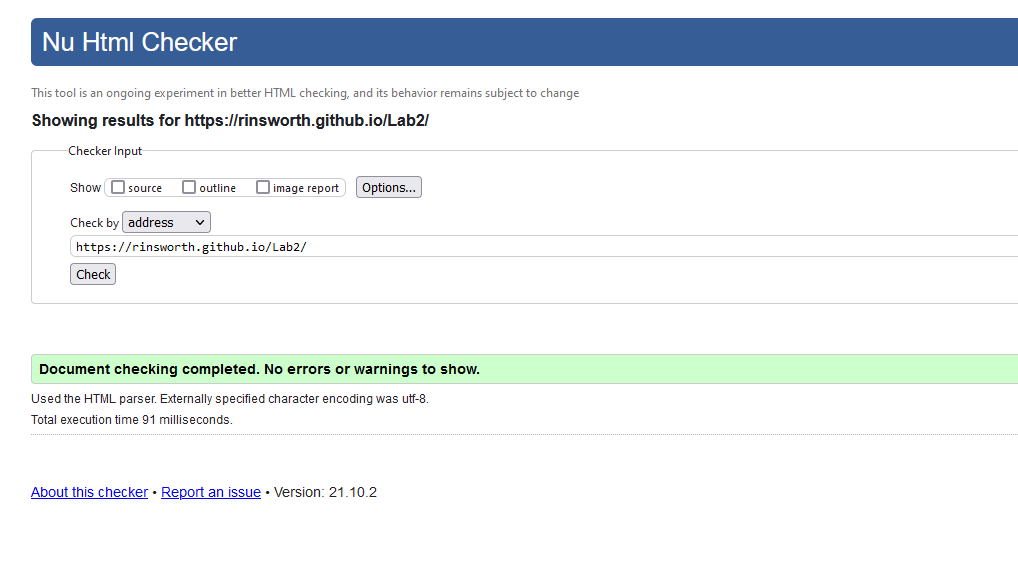 Nu Html Checker
This tool is an ongoing experiment in better HTML checking, and its behavior remains subject to change
Showing results for https://rinsworth.github.io/Lab2/
Checker Input
Show source outline image report Options...
Check by address
https://rinsworth.github.io/Lab2/
Check
Document checking completed. No errors or warnings to show.
Used the HTML parser. Externally specified character encoding was utf-8.
Total execution time 91 milliseconds.
About this checker • Report an issue • Version: 21.10.2